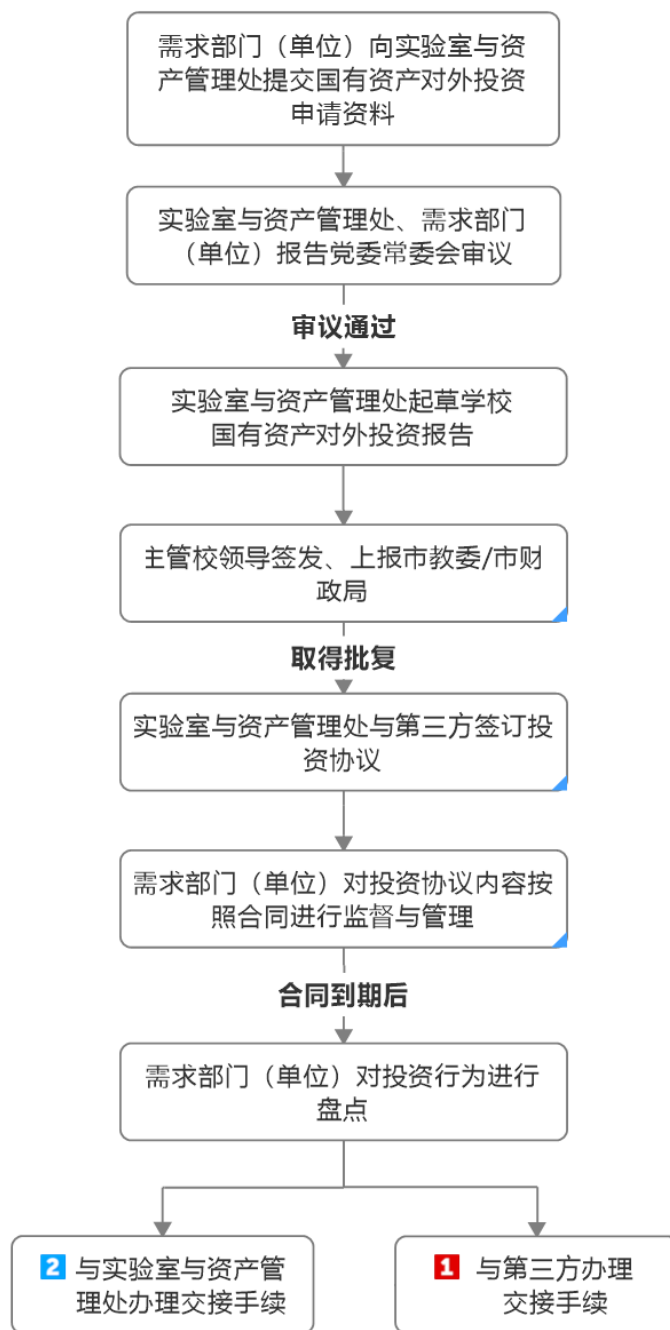 需求部门（单位）向实验室与资
产管理处提交国有资产对外投资
申请资料
实验室与资产管理处、需求部门
（单位）报告党委常委会审议
审议通过
实验室与资产管理处起草学校
国有资产对外投资报告
主管校领导签发、上报市教委/市财
政局
取得批复
实验室与资产管理处与第三方签订投
资协议
需求部门（单位）对投资协议内容按
照合同进行监督与管理
合同到期后
需求部门（单位）对投资行为进行
盘点
2 与实验室与资产管
理处办理交接手续
1 与第三方办理
交接手续